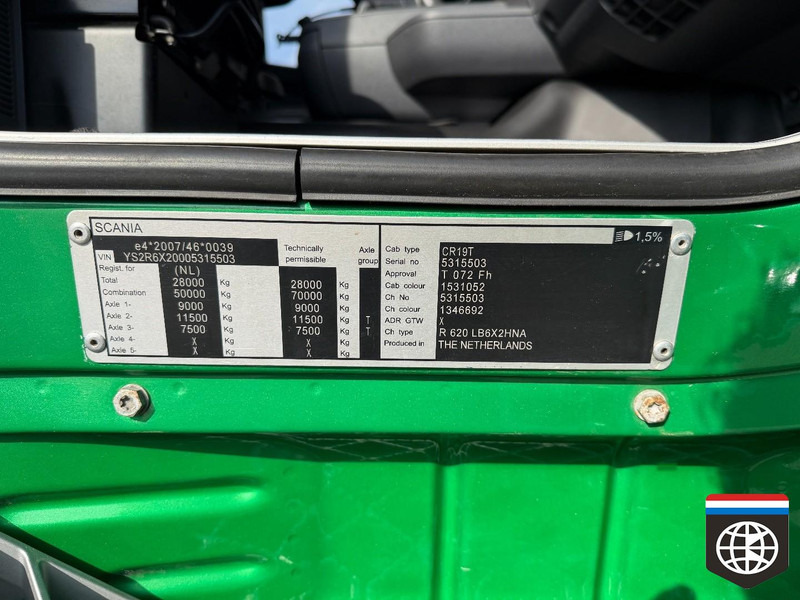 SCANIA
1,5%
e4*2007/46*0039
VIN YS2R6X20005315503
Technically permissible
Axle group
Regist. for (NL)
Total 28000 Kg 28000 Kg
Combination 50000 Kg 70000 Kg
Axle 1- 9000 Kg 9000 Kg
Axle 2- 11500 Kg 11500 Kg T
Axle 3- 7500 Kg 7500 Kg T
Axle 4- X Kg X Kg
Axle 5- X Kg X Kg
Cab type CR19T
Serial no 5315503
Approval T 072 Fh
Cab colour 1531052
Ch No 5315503
Ch colour 1346692
ADR GTW X
Ch type R 620 LB6X2HNA
Produced in THE NETHERLANDS